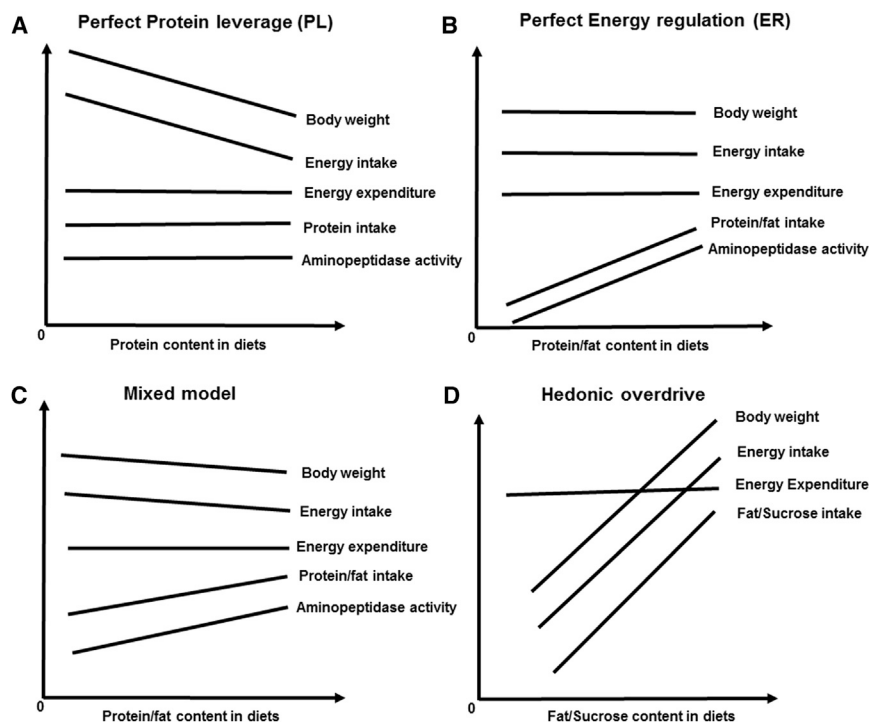 A
Perfect Protein leverage (PL)
Body weight
Energy intake
Energy expenditure
Protein intake
Aminopeptidase activity
0
Protein content in diets
B
Perfect Energy regulation (ER)
Body weight
Energy intake
Energy expenditure
Protein/fat intake
Aminopeptidase activity
0
Protein/fat content in diets
C
Mixed model
Body weight
Energy intake
Energy expenditure
Protein/fat intake
Aminopeptidase activity
0
Protein/fat content in diets
D
Hedonic overdrive
Body weight
Energy intake
Energy Expenditure
Fat/Sucrose intake
0
Fat/Sucrose content in diets